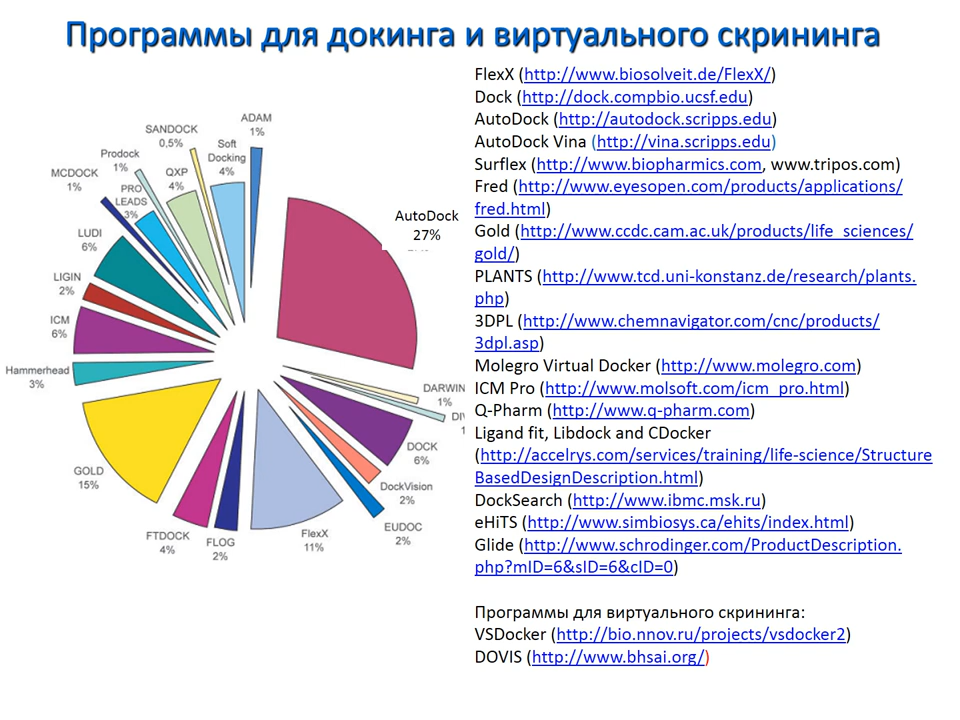 Программы для докинга и виртуального скрининга
ADAM
1%
SANDOCK
0,5%
Soft
Docking
4%
Prodock
1%
QXP
4%
MCDOCK
1%
PRO
LEADS
3%
LUDI
6%
LIGIN
2%
ICM
6%
Hammerhead
3%
GOLD
15%
FTDOCK
4%
FLOG
2%
FlexX
11%
EUDOC
2%
DockVision
2%
DOCK
6%
DARWIN
1%
AutoDock
27%
FlexX (http://www.biosolveit.de/FlexX/)
Dock (http://dock.compbio.ucsf.edu)
AutoDock (http://autodock.scripps.edu)
AutoDock Vina (http://vina.scripps.edu)
Surflex (http://www.biopharmics.com, www.tripos.com)
Fred (http://www.eyesopen.com/products/applications/
fred.html)
Gold (http://www.ccdc.cam.ac.uk/products/life_sciences/
gold/)
PLANTS (http://www.tcd.uni-konstanz.de/research/plants.
php)
3DPL (http://www.chemnavigator.com/cnc/products/
3dpl.asp)
Molegro Virtual Docker (http://www.molegro.com)
ICM Pro (http://www.molsoft.com/icm_pro.html)
Q-Pharm (http://www.q-pharm.com)
Ligand fit, Libdock and CDocker
(http://accelrys.com/services/training/life-science/Structure
BasedDesignDescription.html)
DockSearch (http://www.ibmc.msk.ru)
eHiTS (http://www.simbiosys.ca/ehits/index.html)
Glide (http://www.schrodinger.com/ProductDescription.
php?mID=6&sID=6&cID=0)
Программы для виртуального скрининга:
VSDocker (http://bio.nnov.ru/projects/vsdocker2)
DOVIS (http://www.bhsai.org/)